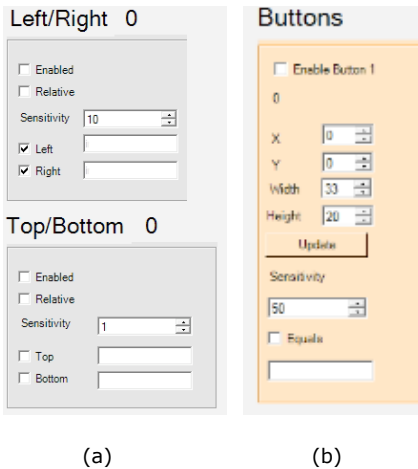 Left/Right 0
Enabled
Relative
Sensitivity 10
Left
Right
Top/Bottom 0
Enabled
Relative
Sensitivity 1
Top
Bottom
(a)
Buttons
Enable Button 1
0
X 0
Y 0
Width 33
Height 20
Update
Sensitivity
50
Equals
(b)